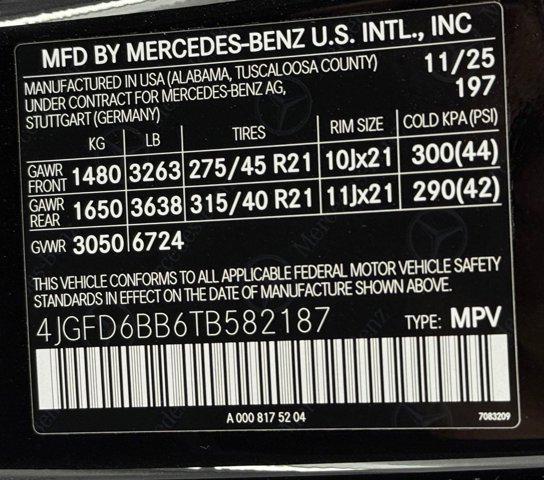 MFD BY MERCEDES-BENZ U.S. INTL., INC
MANUFACTURED IN USA (ALABAMA, TUSCALOOSA COUNTY) 11/25
UNDER CONTRACT FOR MERCEDES-BENZ AG, 197
STUTTGART (GERMANY)
KG LB TIRES RIM SIZE COLD KPA (PSI)
GAWR FRONT 1480 3263 275/45 R21 10Jx21 300(44)
GAWR REAR 1650 3638 315/40 R21 11Jx21 290(42)
GVWR 3050 6724
THIS VEHICLE CONFORMS TO ALL APPLICABLE FEDERAL MOTOR VEHICLE SAFETY
STANDARDS IN EFFECT ON THE DATE OF MANUFACTURE SHOWN ABOVE.
4JGFD6BB6TB582187 TYPE: MPV
A 000 817 52 04 7083209